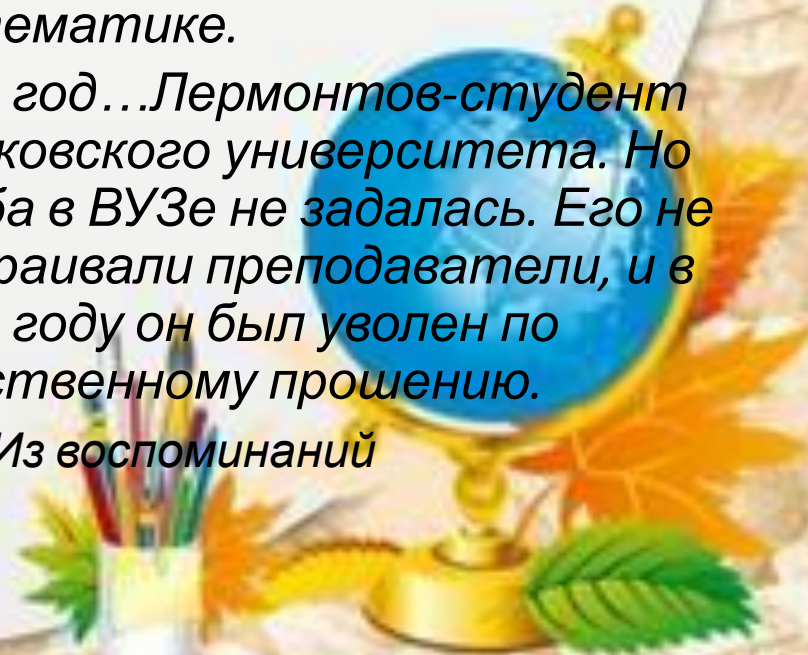 ематике.
год…Лермонтов-студент
ковского университета. Но
ба в ВУЗе не задалась. Его не
раивали преподаватели, и в
году он был уволен по
ственному прошению.
Из воспоминаний